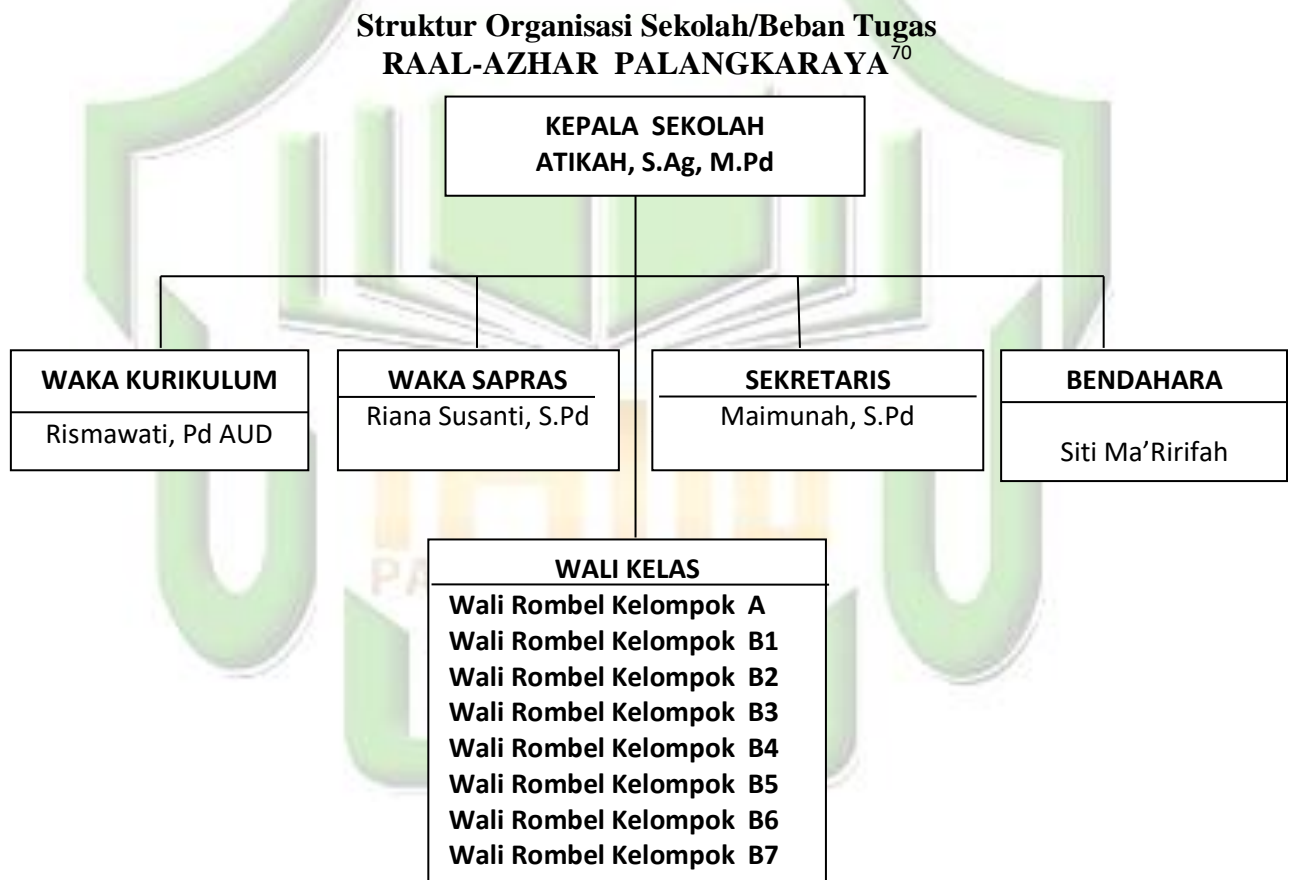 Struktur Organisasi Sekolah/Beban Tugas
RAAL-AZHAR PALANGKARAYA70
KEPALA SEKOLAH
ATIKAH, S.Ag, M.Pd
WAKA KURIKULUM
Rismawati, Pd AUD
WAKA SAPRAS
Riana Susanti, S.Pd
SEKRETARIS
Maimunah, S.Pd
BENDAHARA
Siti Ma’Ririfah
WALI KELAS
Wali Rombel Kelompok A
Wali Rombel Kelompok B1
Wali Rombel Kelompok B2
Wali Rombel Kelompok B3
Wali Rombel Kelompok B4
Wali Rombel Kelompok B5
Wali Rombel Kelompok B6
Wali Rombel Kelompok B7